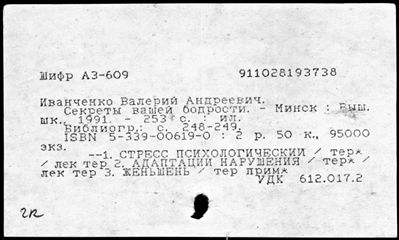 Шифр А3-609 911028193738
Иванченко Валерий Андреевич.
Секреты вашей бодрости. - Минск : Выш.
шк., 1991. - 253 с. : ил.
Библиогр.: с. 248-249.
ISBN 5-339-00619-0 : 2 р. 50 к., 95000
экз.
--1. СТРЕСС ПСИХОЛОГИЧЕСКИЙ / тер*
/ лек тер 2. АДАПТАЦИИ НАРУШЕНИЯ / тер* /
лек тер 3. ЖЕНЬШЕНЬ / тер прим*
УДК 612.017.2